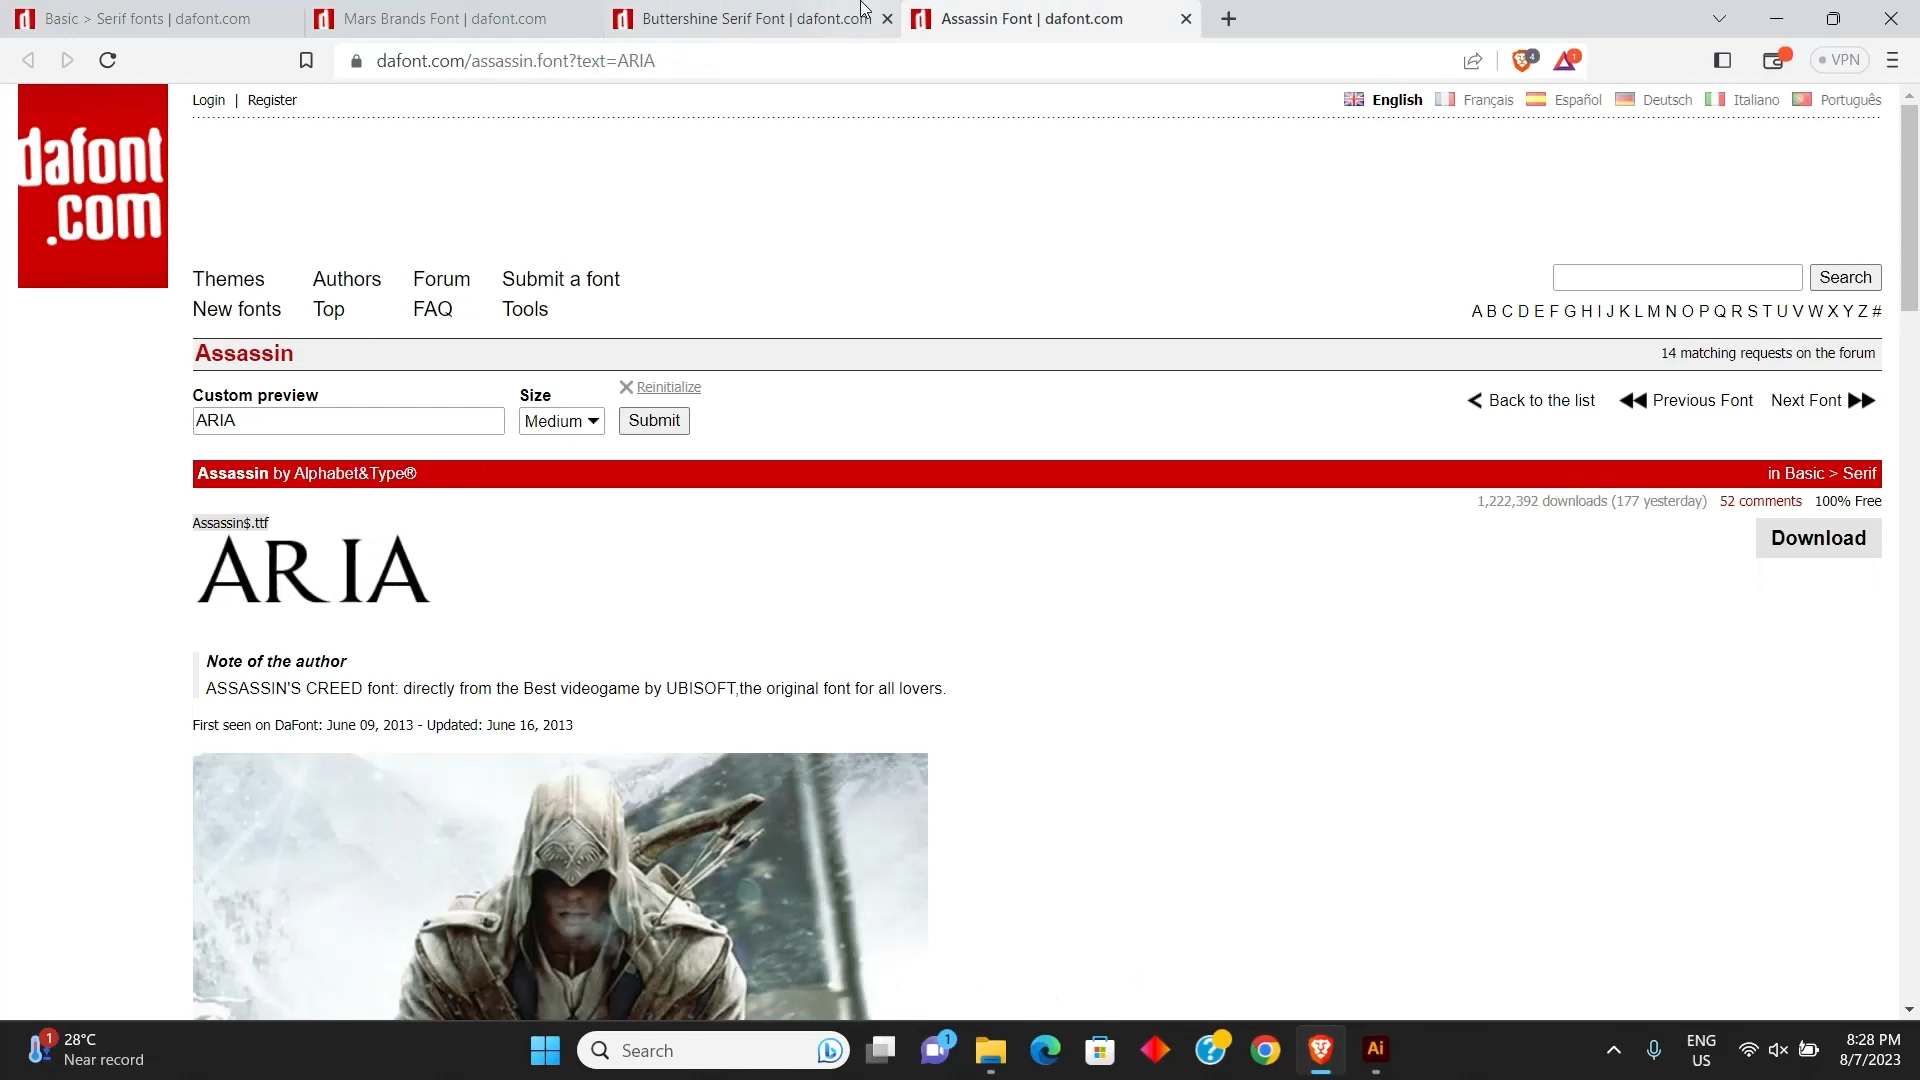 Basic > Serif fonts | dafont.com
Mars Brands Font | dafont.com
Buttershine Serif Font | dafont.com
Assassin Font | dafont.com
dafont.com/assassin.font?text=ARIA
4
1
VPN
dafont
.com
Login | Register
English Français Español Deutsch Italiano Português
Themes Authors Forum Submit a font
New fonts Top FAQ Tools
Search
A B C D E F G H I J K L M N O P Q R S T U V W X Y Z #
Assassin
14 matching requests on the forum
Custom preview
Size
Reinitialize
ARIA
Medium
Submit
Back to the list
Previous Font
Next Font
Assassin by Alphabet&Type®
in Basic > Serif
1,222,392 downloads (177 yesterday) 52 comments 100% Free
Assassin$.ttf
Download
ARIA
Note of the author
ASSASSIN'S CREED font: directly from the Best videogame by UBISOFT,the original font for all lovers.
First seen on DaFont: June 09, 2013 - Updated: June 16, 2013
1
28°C
Near record
Search
1
Ai
ENG
US
8:28 PM
8/7/2023